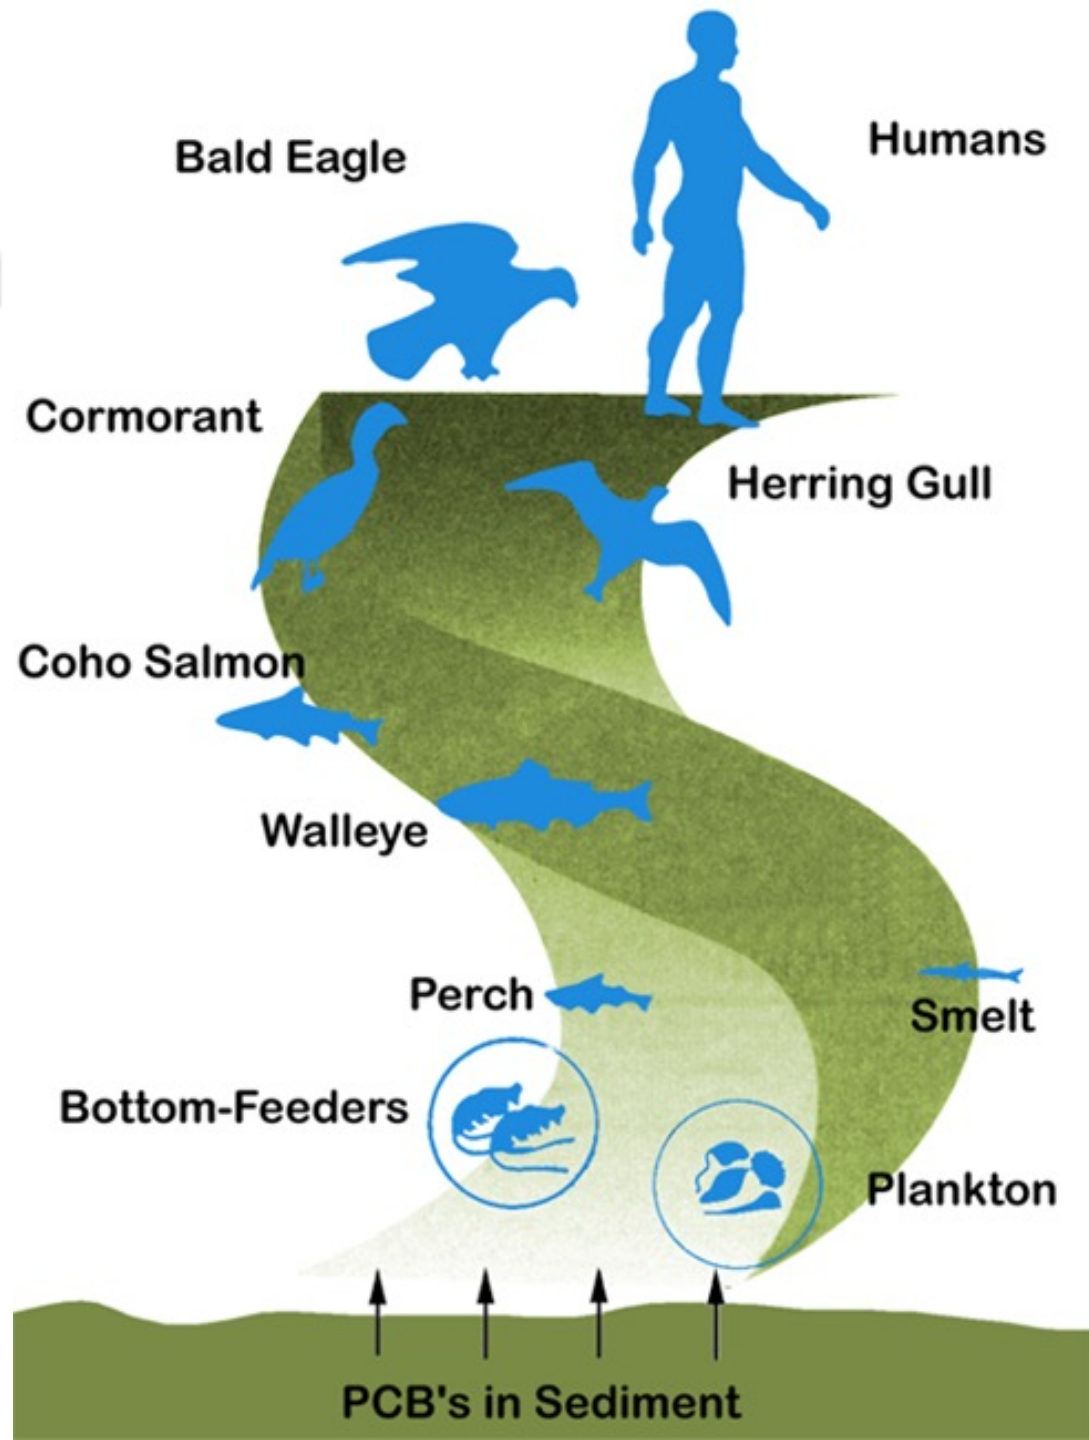 Humans
Bald Eagle
Cormorant
Herring Gull
Coho Salmon
Walleye
Perch
Smelt
Bottom-Feeders
Plankton
PCB's in Sediment